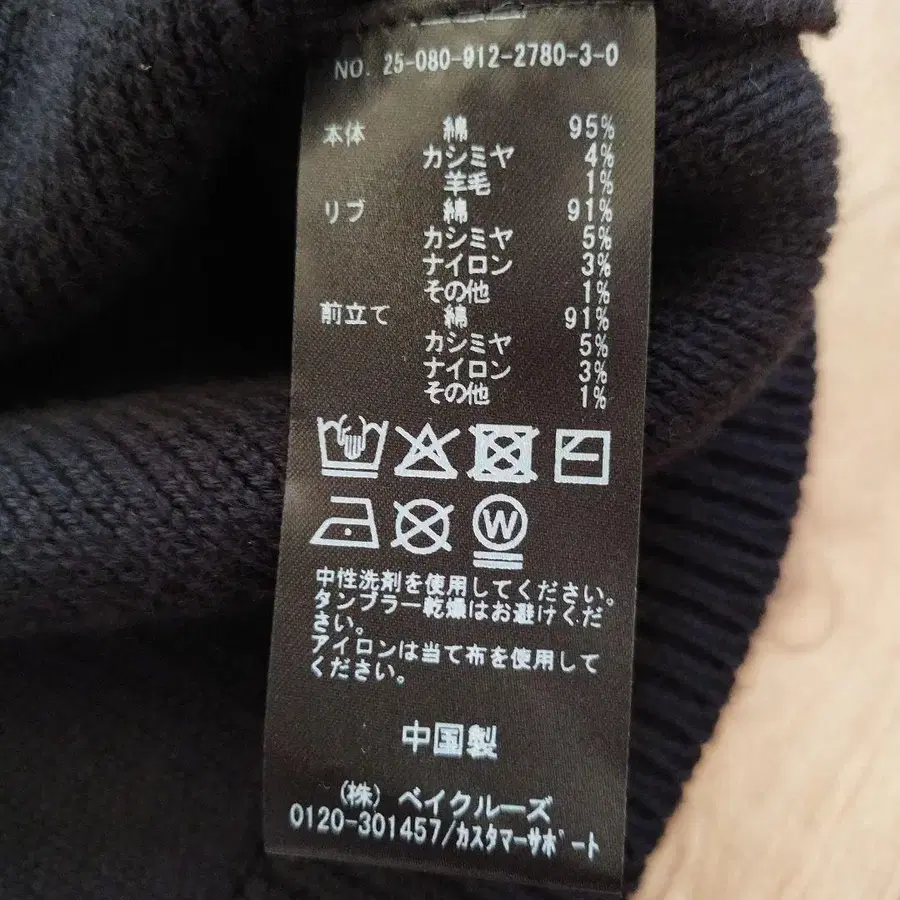 NO. 25-080-912-2780-3-0
本体 綿 95%
カシミヤ 4%
羊毛 1%
リブ 綿 91%
カシミヤ 5%
ナイロン 3%
その他 1%
前立て 綿 91%
カシミヤ 5%
ナイロン 3%
その他 1%
W
中性洗剤を使用してください。
タンブラー乾燥はお避けくだ
さい。
アイロンは当て布を使用して
ください。
中国製
(株) ベイクルーズ
0120-301457/カスタマーサポート